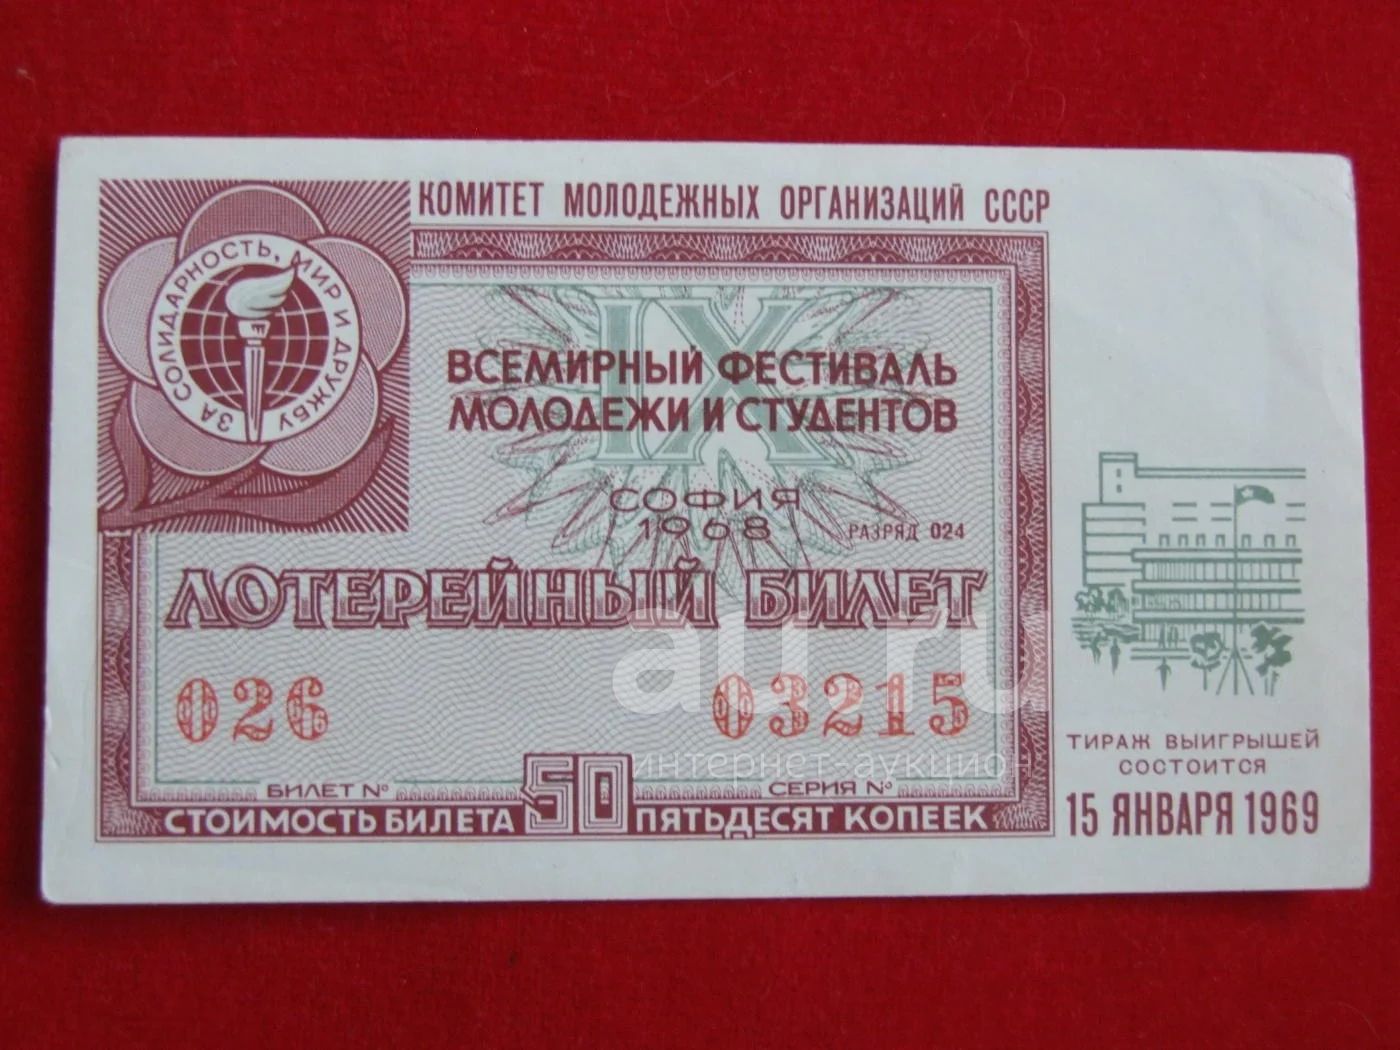 КОМИТЕТ МОЛОДЕЖНЫХ ОРГАНИЗАЦИЙ СССР
ЗА СОЛИДАРНОСТЬ, МИР И ДРУЖБУ
IX
ВСЕМИРНЫЙ ФЕСТИВАЛЬ
МОЛОДЕЖИ И СТУДЕНТОВ
СОФИЯ
1968
РАЗРЯД 024
ЛОТЕРЕЙНЫЙ БИЛЕТ
026 03215
БИЛЕТ № СЕРИЯ №
СТОИМОСТЬ БИЛЕТА 50 ПЯТЬДЕСЯТ КОПЕЕК
ТИРАЖ ВЫИГРЫШЕЙ
СОСТОИТСЯ
15 ЯНВАРЯ 1969
au.ru
интернет-аукцион